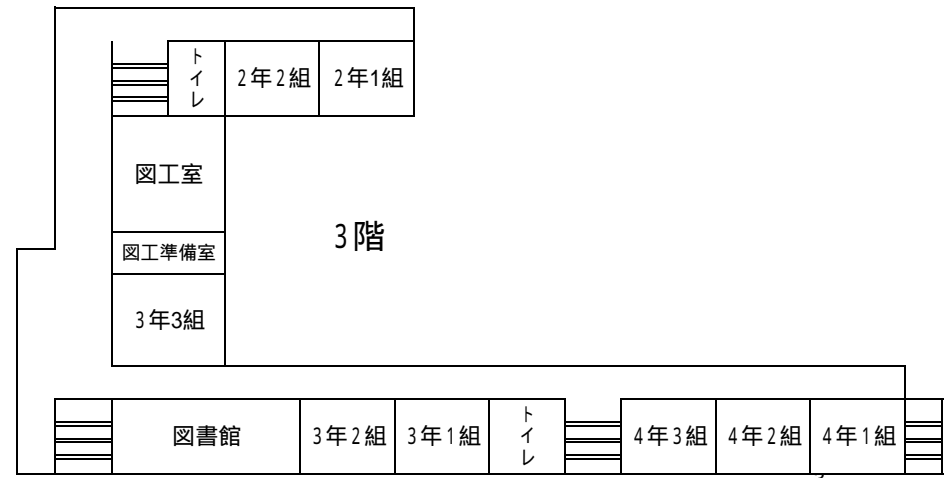 トイレ
2年2組
2年1組
図工室
3階
図工準備室
3年3組
図書館
3年2組
3年1組
トイレ
4年3組
4年2組
4年1組